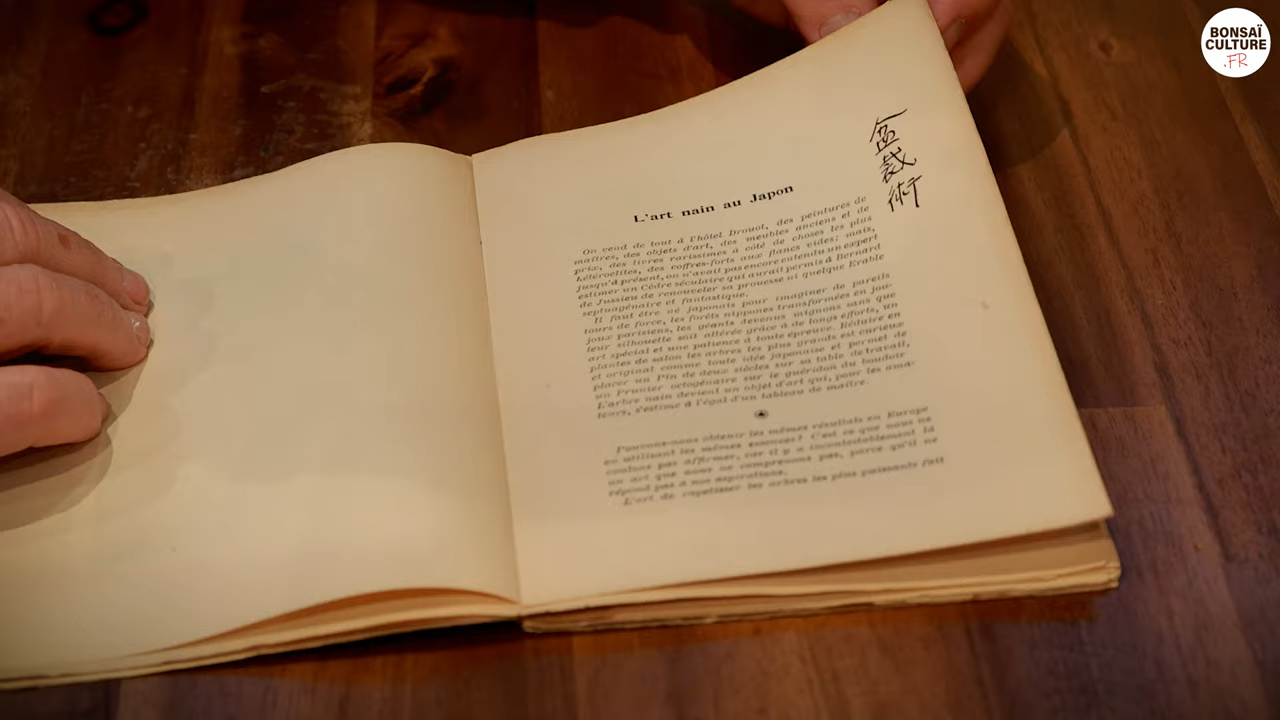 BONSAÏ
CULTURE
.FR
盆栽術
L'art nain au Japon
On vend de tout à l'hôtel Drouot, des peintures de
maîtres, des objets d'art, des meubles anciens et de
prix, des livres rarissimes à côté de choses les plus
hétéroclites, des coffres-forts aux flancs vides; mais,
jusqu'à présent, on n'avait pas encore entendu un expert
estimer un Cèdre séculaire qui aurait permis à Bernard
de Jussieu de renouveler sa prouesse ni quelque Erable
septuagénaire et fantastique.
Il faut être né japonais pour imaginer de pareils
tours de force, les forêts nippones transformées en jou-
joux parisiens, les géants devenus mignons sans que
leur silhouette soit altérée grâce à de longs efforts, un
art spécial et une patience à toute épreuve. Réduire en
plantes de salon les arbres les plus grands est curieux
et original comme toute idée japonaise et permet de
placer un Pin de deux siècles sur sa table de travail,
un Prunier octogénaire sur le guéridon du boudoir
L'arbre nain devient un objet d'art qui, pour les ama-
teurs, s'estime à l'égal d'un tableau de maître.
Pouvons-nous obtenir les mêmes résultats en Europe
en utilisant les mêmes essences? C'est ce que nous ne
voulons pas affirmer, car il y a incontestablement là
un art que nous ne comprenons pas, parce qu'il ne
répond pas à nos aspirations.
L'art de rapetisser les arbres les plus puissants fait